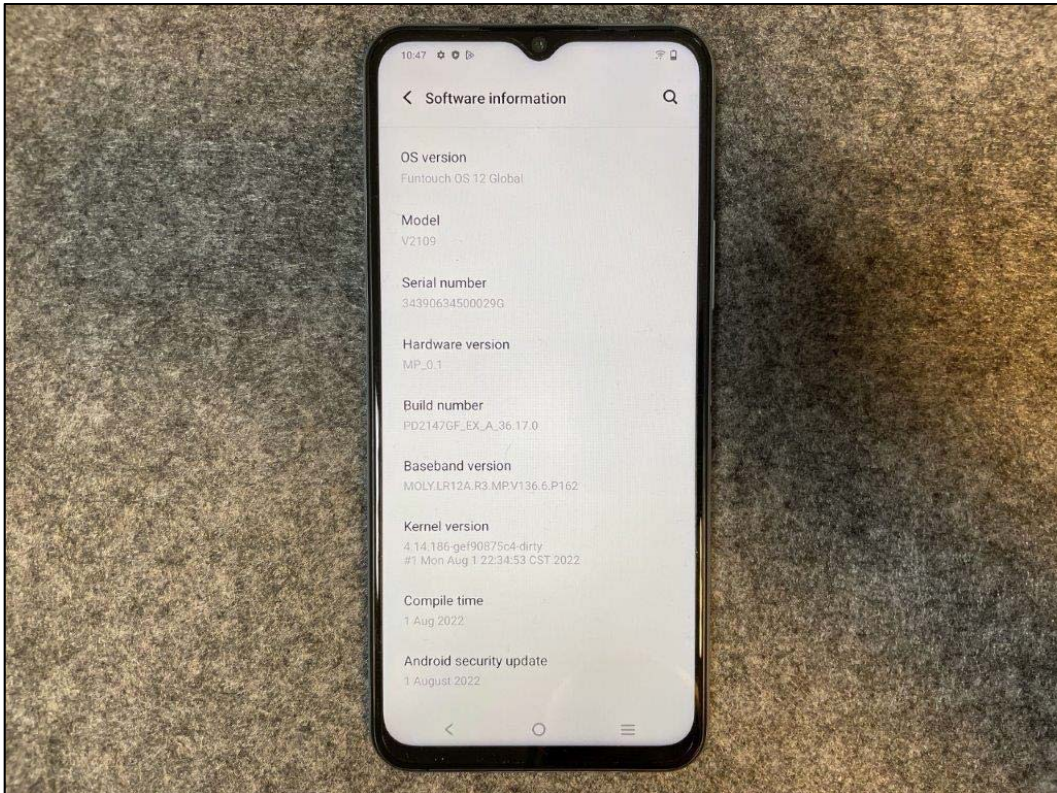 10:47
Software information
OS version
Funtouch OS 12 Global
Model
V2109
Serial number
34390634500029G
Hardware version
MP_0.1
Build number
PD2147GF_EX_A_36.17.0
Baseband version
MOLY.LR12A.R3.MP.V136.6.P162
Kernel version
4.14.186-gef90875c4-dirty
#1 Mon Aug 1 22:34:53 CST 2022
Compile time
1 Aug 2022
Android security update
1 August 2022